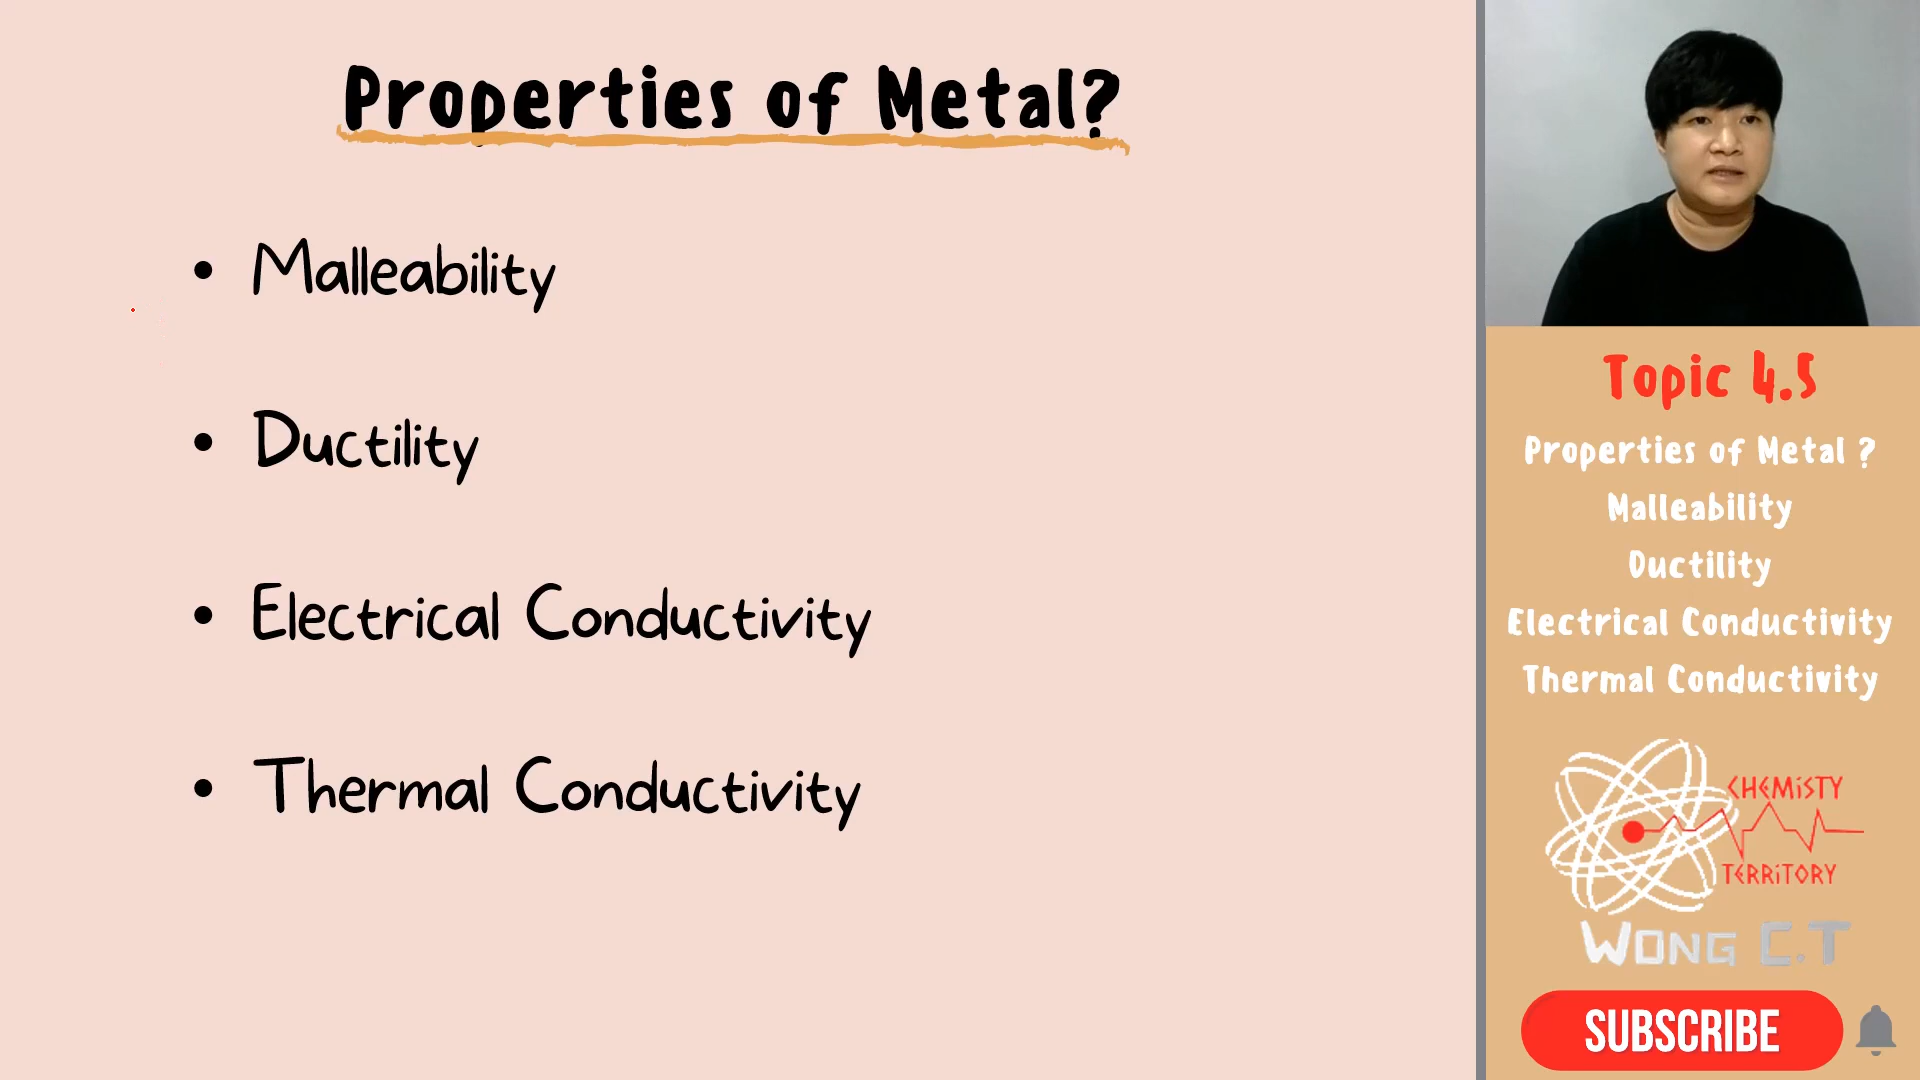 Properties of Metal?
• Malleability
• Ductility
• Electrical Conductivity
• Thermal Conductivity
Topic 4.5
Properties of Metal ?
Malleability
Ductility
Electrical Conductivity
Thermal Conductivity
CHEMiSTY
TERRiTORY
WONG C.T
SUBSCRIBE